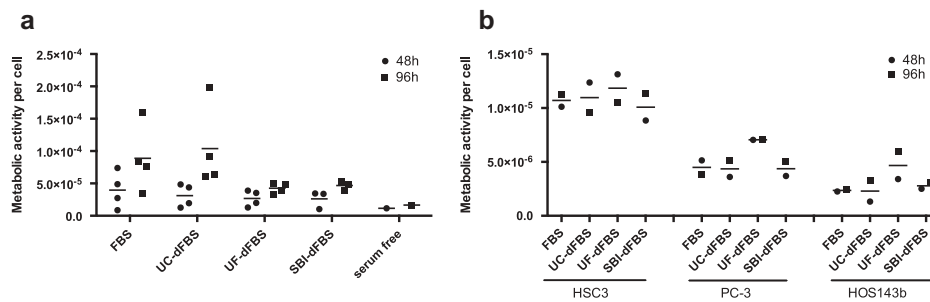 a
Metabolic activity per cell
2.5×10⁻⁴
2.0×10⁻⁴
1.5×10⁻⁴
1.0×10⁻⁴
5.0×10⁻⁵
0.0
48h
96h
FBS
UC-dFBS
UF-dFBS
SBI-dFBS
serum free
b
Metabolic activity per cell
1.5×10⁻⁵
1.0×10⁻⁵
5.0×10⁻⁶
0.0
48h
96h
FBS
UC-dFBS
UF-dFBS
SBI-dFBS
FBS
UC-dFBS
UF-dFBS
SBI-dFBS
FBS
UC-dFBS
UF-dFBS
SBI-dFBS
HSC3
PC-3
HOS143b